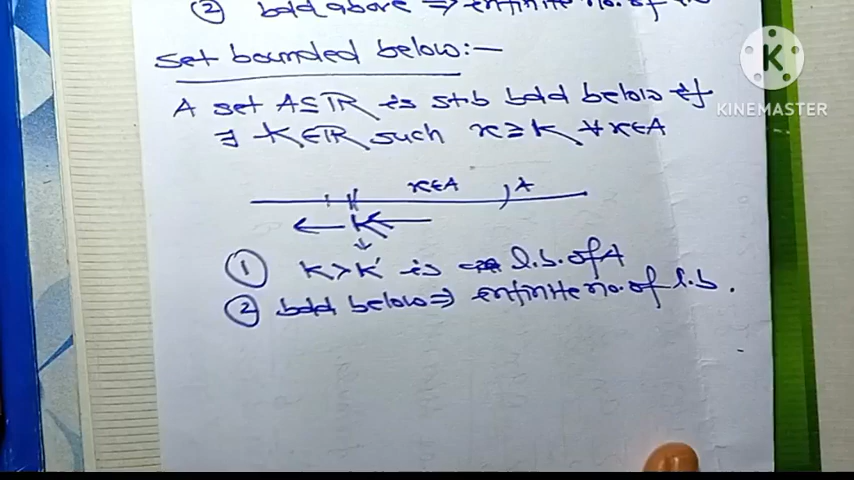 ② bdd above ⇒ infinite no. of
Set bounded below:—
A set A⊆ℝ is s.t.b bdd below if
∃ K∈ℝ such x≥K ∀x∈A
x∈A A
K
① K>K' is l.b. of A
② bdd below ⇒ infinite no. of l.b.
K
KINEMASTER